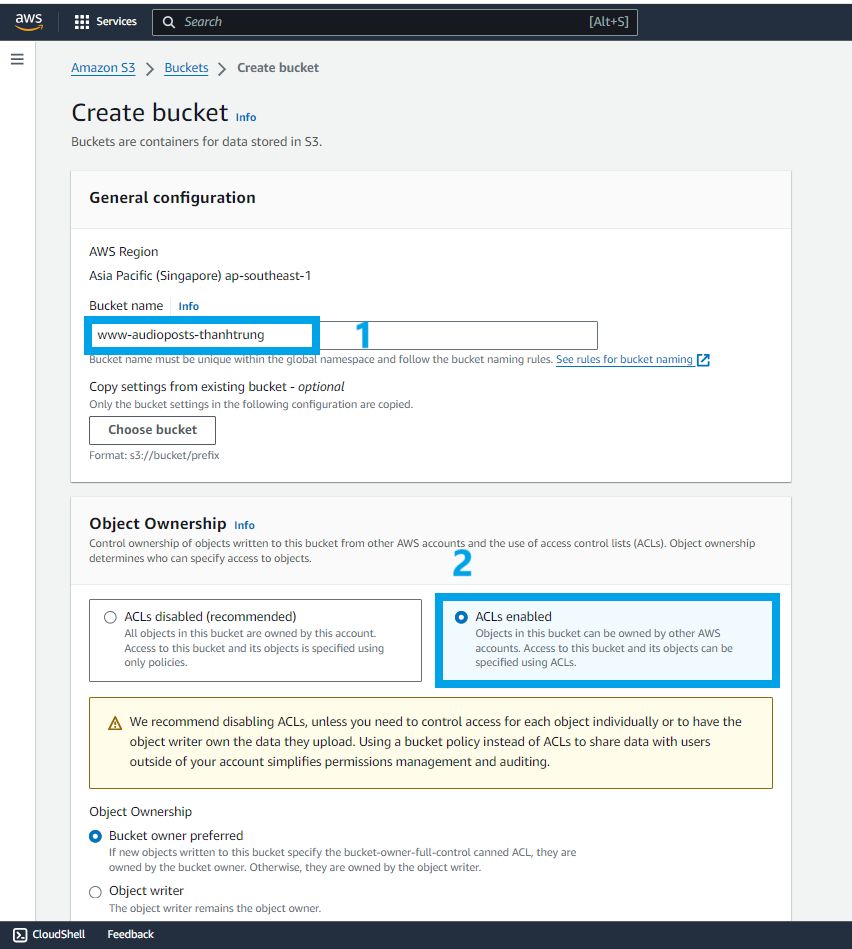 aws Services Search [Alt+S]
Amazon S3 > Buckets > Create bucket
Create bucket Info
Buckets are containers for data stored in S3.
General configuration
AWS Region
Asia Pacific (Singapore) ap-southeast-1
Bucket name Info
www-audioposts-thanhtrung 1
Bucket name must be unique within the global namespace and follow the bucket naming rules. See rules for bucket naming
Copy settings from existing bucket - optional
Only the bucket settings in the following configuration are copied.
Choose bucket
Format: s3://bucket/prefix
Object Ownership Info
Control ownership of objects written to this bucket from other AWS accounts and the use of access control lists (ACLs). Object ownership
determines who can specify access to objects.
2
ACLs disabled (recommended)
All objects in this bucket are owned by this account.
Access to this bucket and its objects is specified using
only policies.
ACLs enabled
Objects in this bucket can be owned by other AWS
accounts. Access to this bucket and its objects can be
specified using ACLs.
We recommend disabling ACLs, unless you need to control access for each object individually or to have the
object writer own the data they upload. Using a bucket policy instead of ACLs to share data with users
outside of your account simplifies permissions management and auditing.
Object Ownership
Bucket owner preferred
If new objects written to this bucket specify the bucket-owner-full-control canned ACL, they are
owned by the bucket owner. Otherwise, they are owned by the object writer.
Object writer
The object writer remains the object owner.
CloudShell Feedback